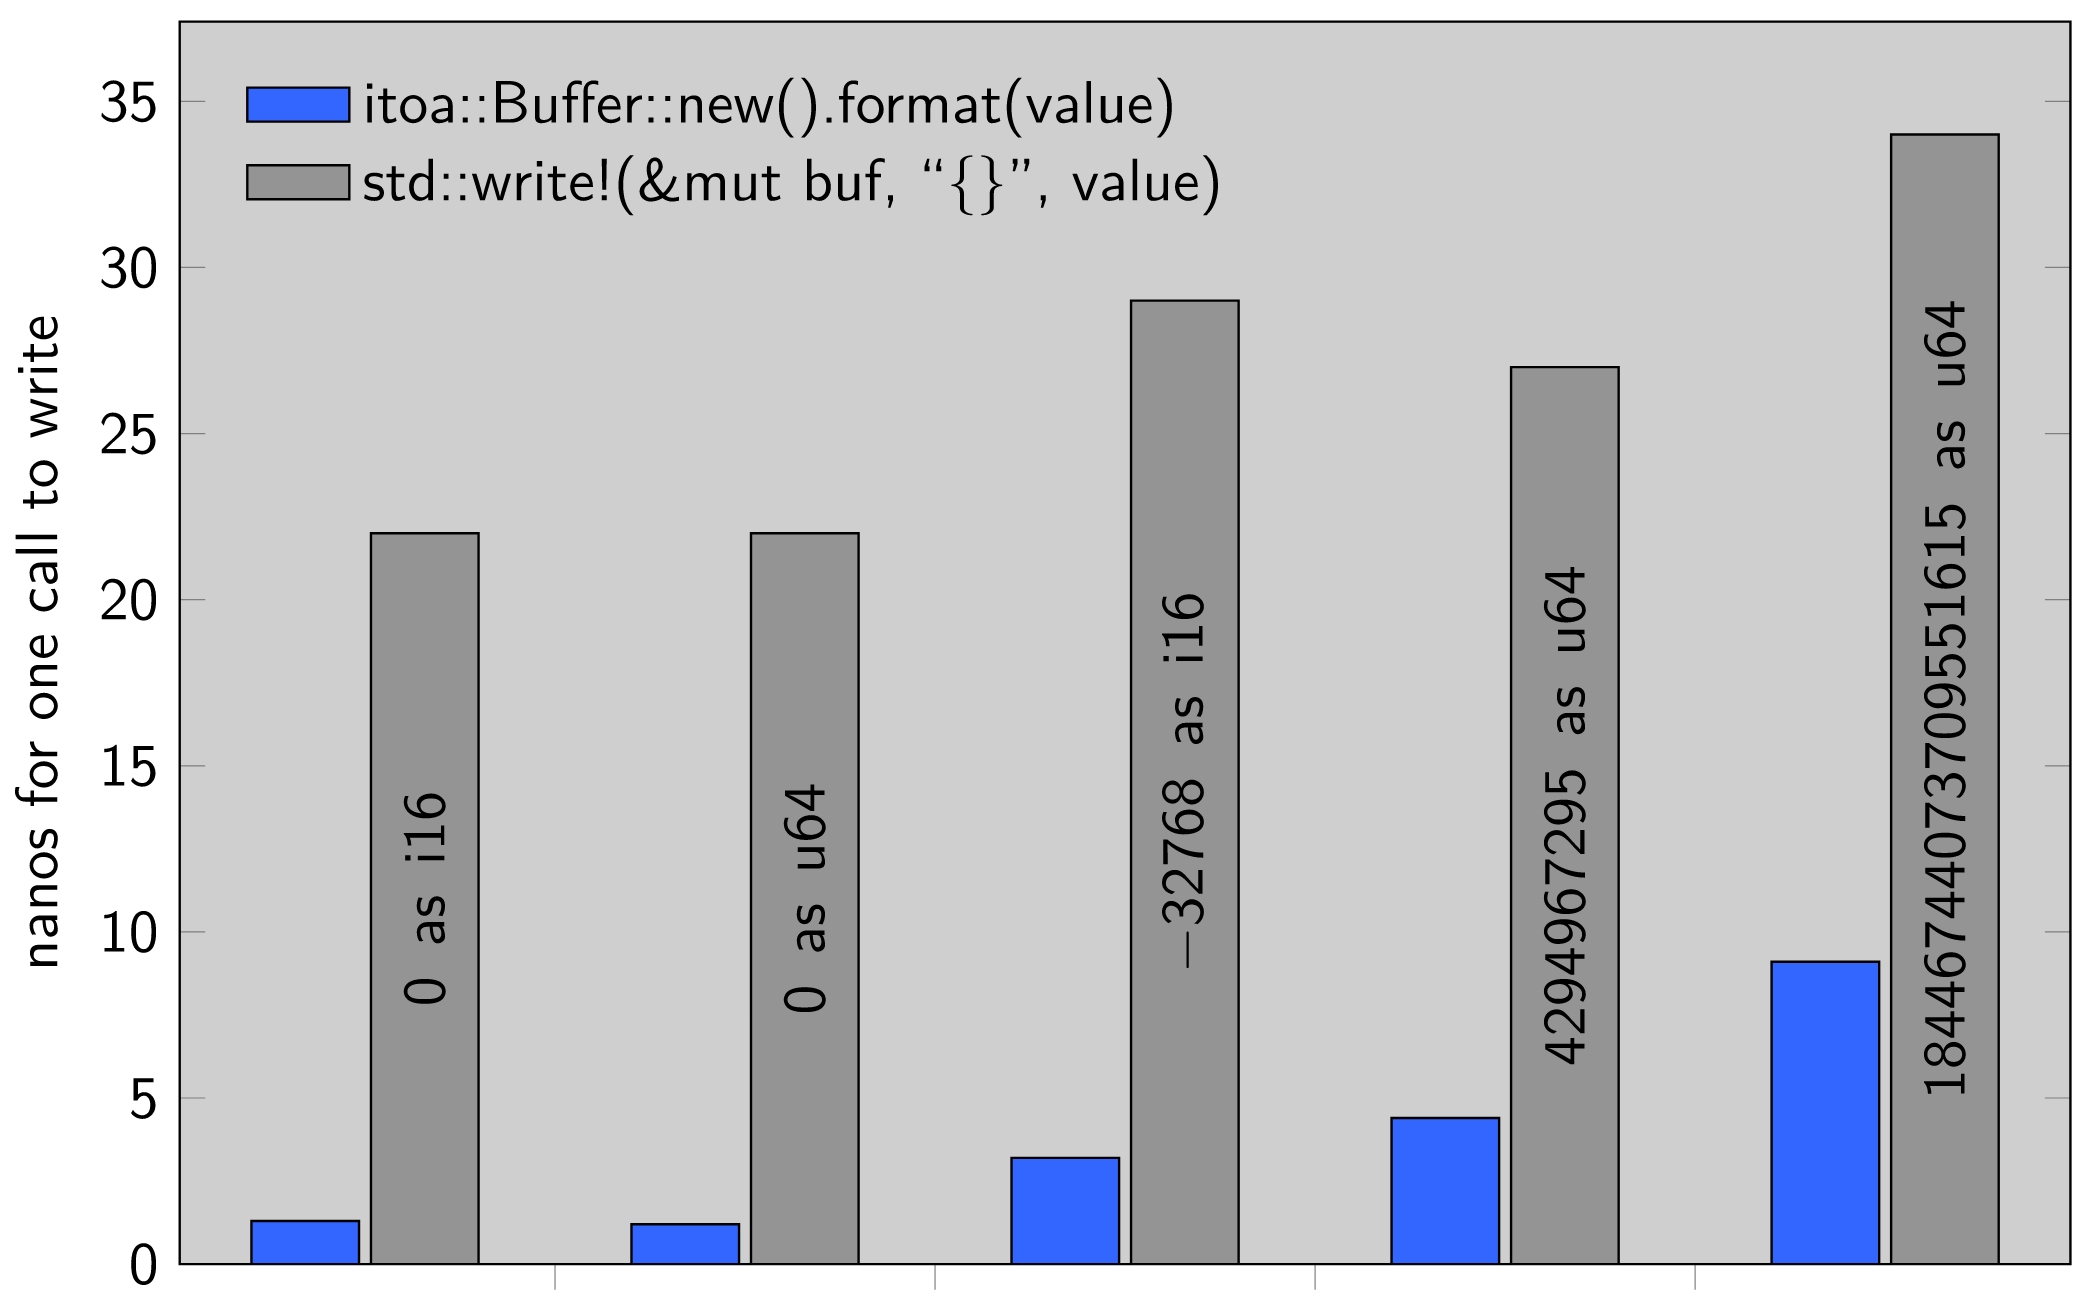 itoa::Buffer::new().format(value)
std::write!(&mut buf, “{}”, value)
nanos for one call to write
35
30
25
20
15
10
5
0
0 as i16
0 as u64
−32768 as i16
4294967295 as u64
18446744073709551615 as u64